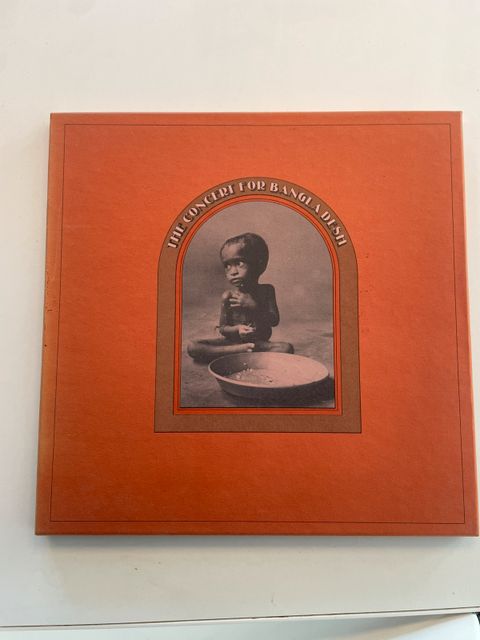 THE CONCERT FOR BANGLA DESH